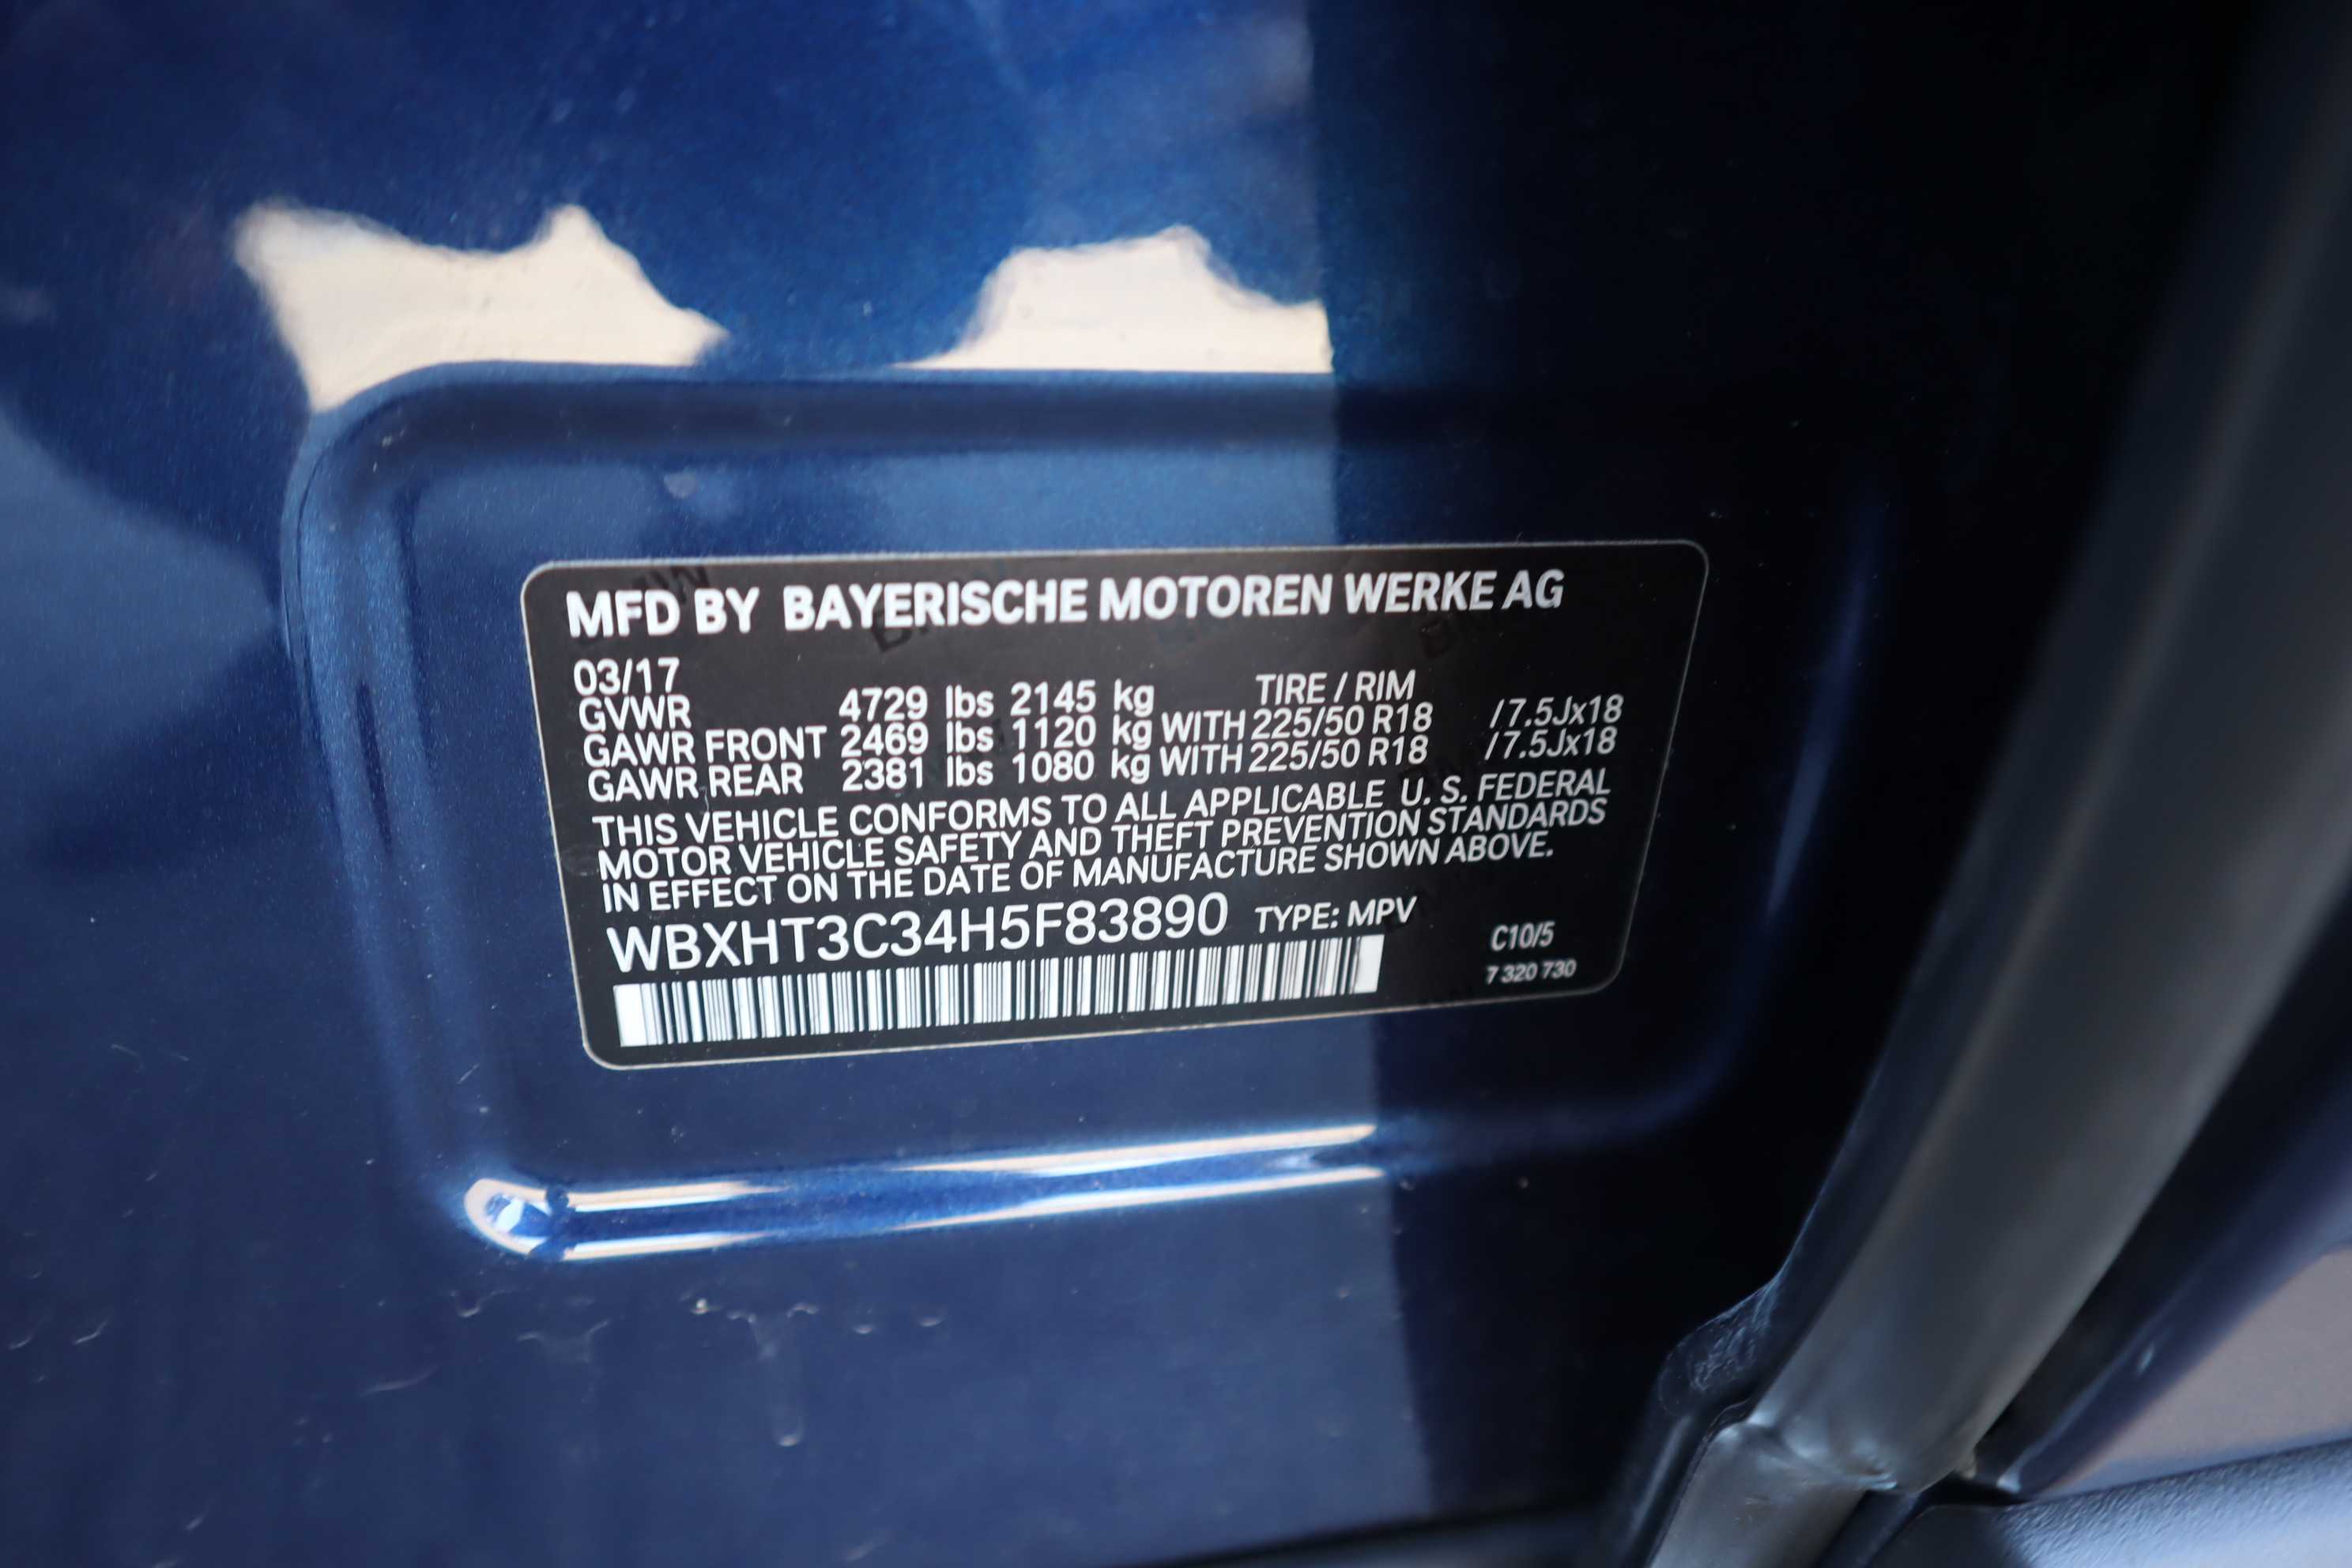 MFD BY BAYERISCHE MOTOREN WERKE AG
03/17
TIRE / RIM
GVWR 4729 lbs 2145 kg
GAWR FRONT 2469 lbs 1120 kg WITH 225/50 R18 / 7.5Jx18
GAWR REAR 2381 lbs 1080 kg WITH 225/50 R18 / 7.5Jx18
THIS VEHICLE CONFORMS TO ALL APPLICABLE U. S. FEDERAL
MOTOR VEHICLE SAFETY AND THEFT PREVENTION STANDARDS
IN EFFECT ON THE DATE OF MANUFACTURE SHOWN ABOVE.
WBXHT3C34H5F83890 TYPE: MPV
C10/5
7 320 730